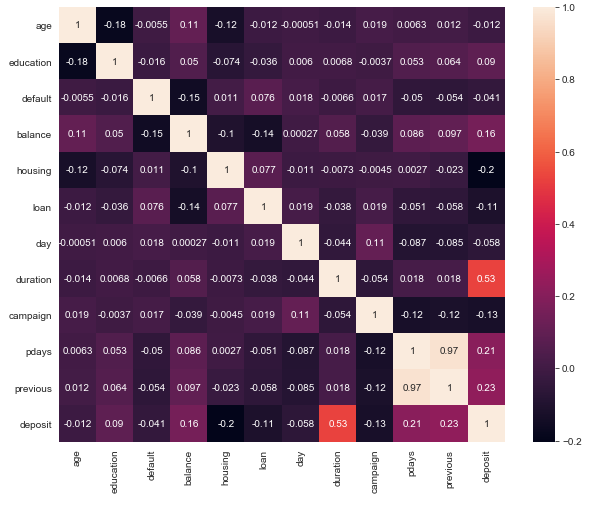 age 1 -0.18 -0.0055 0.11 -0.12 -0.012 -0.00051 -0.014 0.019 0.0063 0.012 -0.012
education -0.18 1 -0.016 0.05 -0.074 -0.036 0.006 0.0068 -0.0037 0.053 0.064 0.09
default -0.0055 -0.016 1 -0.15 0.011 0.076 0.018 -0.0066 0.017 -0.05 -0.054 -0.041
balance 0.11 0.05 -0.15 1 -0.1 -0.14 0.00027 0.058 -0.039 0.086 0.097 0.16
housing -0.12 -0.074 0.011 -0.1 1 0.077 -0.011 -0.0073 -0.0045 0.0027 -0.023 -0.2
loan -0.012 -0.036 0.076 -0.14 0.077 1 0.019 -0.038 0.019 -0.051 -0.058 -0.11
day -0.00051 0.006 0.018 0.00027 -0.011 0.019 1 -0.044 0.11 -0.087 -0.085 -0.058
duration -0.014 0.0068 -0.0066 0.058 -0.0073 -0.038 -0.044 1 -0.054 0.018 0.018 0.53
campaign 0.019 -0.0037 0.017 -0.039 -0.0045 0.019 0.11 -0.054 1 -0.12 -0.12 -0.13
pdays 0.0063 0.053 -0.05 0.086 0.0027 -0.051 -0.087 0.018 -0.12 1 0.97 0.21
previous 0.012 0.064 -0.054 0.097 -0.023 -0.058 -0.085 0.018 -0.12 0.97 1 0.23
deposit -0.012 0.09 -0.041 0.16 -0.2 -0.11 -0.058 0.53 -0.13 0.21 0.23 1
age education default balance housing loan day duration campaign pdays previous deposit
1.0
0.8
0.6
0.4
0.2
0.0
−0.2